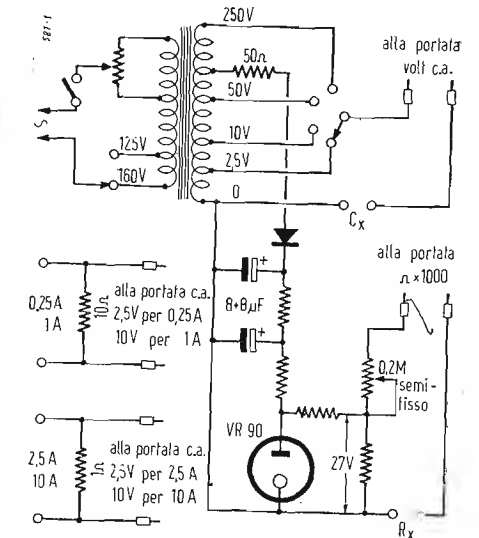 587-1
250V
50Ω
50V
10V
2,5V
0
S
125V
160V
alla portata
volt c.a.
Cx
alla portata
Ω x1000
8+8µF
+
+
0,2M
semi-
fisso
VR 90
27V
Rx
0,25A
1A
10Ω
alla portata c.a.
2,5V per 0,25A
10V per 1A
2,5A
10A
1Ω
alla portata c.a.
2,5V per 2,5A
10V per 10A